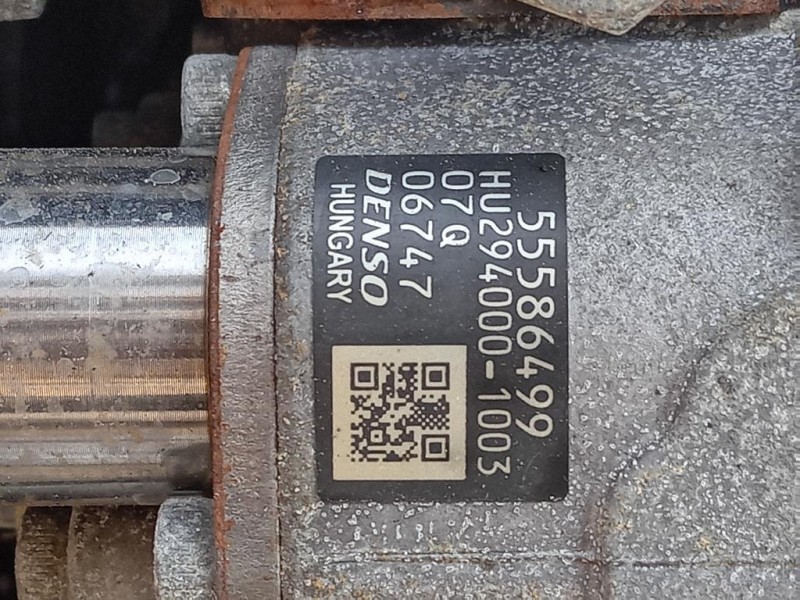 55586499
HU294000-1003
07Q
06747
DENSO
HUNGARY